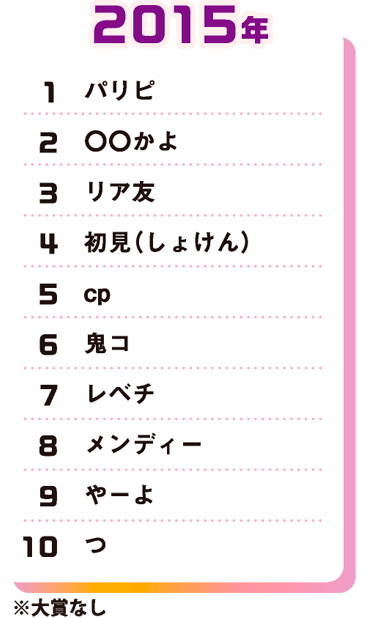 2015年
1 パリピ
2 〇〇かよ
3 リア友
4 初見(しょけん)
5 cp
6 鬼コ
7 レベチ
8 メンディー
9 やーよ
10 つ
※大賞なし